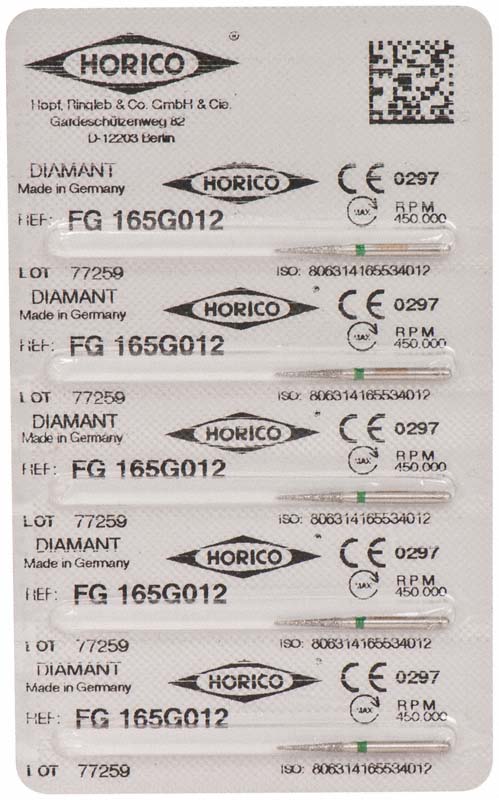 HORICO ®
Hopf, Ringleb & Co. GmbH & Cie.
Gardeschützenweg 82
D-12203 Berlin
DIAMANT HORICO CE 0297
Made in Germany
REF: FG 165G012 MAX RPM 450.000
LOT 77259 ISO: 806314165534012
DIAMANT HORICO CE 0297
Made in Germany
REF: FG 165G012 MAX RPM 450.000
LOT 77259 ISO: 806314165534012
DIAMANT HORICO CE 0297
Made in Germany
REF: FG 165G012 MAX RPM 450.000
LOT 77259 ISO: 806314165534012
DIAMANT HORICO CE 0297
Made in Germany
REF: FG 165G012 MAX RPM 450.000
LOT 77259 ISO: 806314165534012
DIAMANT HORICO CE 0297
Made in Germany
REF: FG 165G012 MAX RPM 450.000
LOT 77259 ISO: 806314165534012